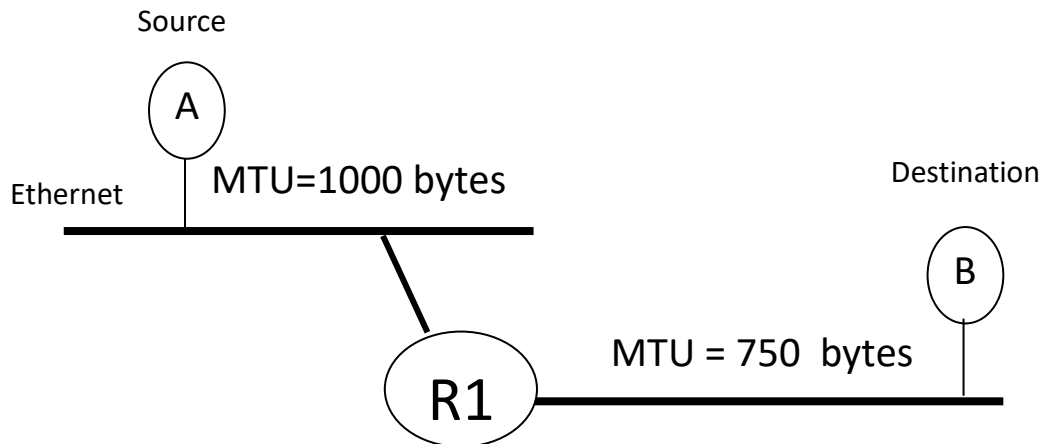 Source
A
MTU=1000 bytes
Ethernet
Destination
B
MTU = 750  bytes
R1